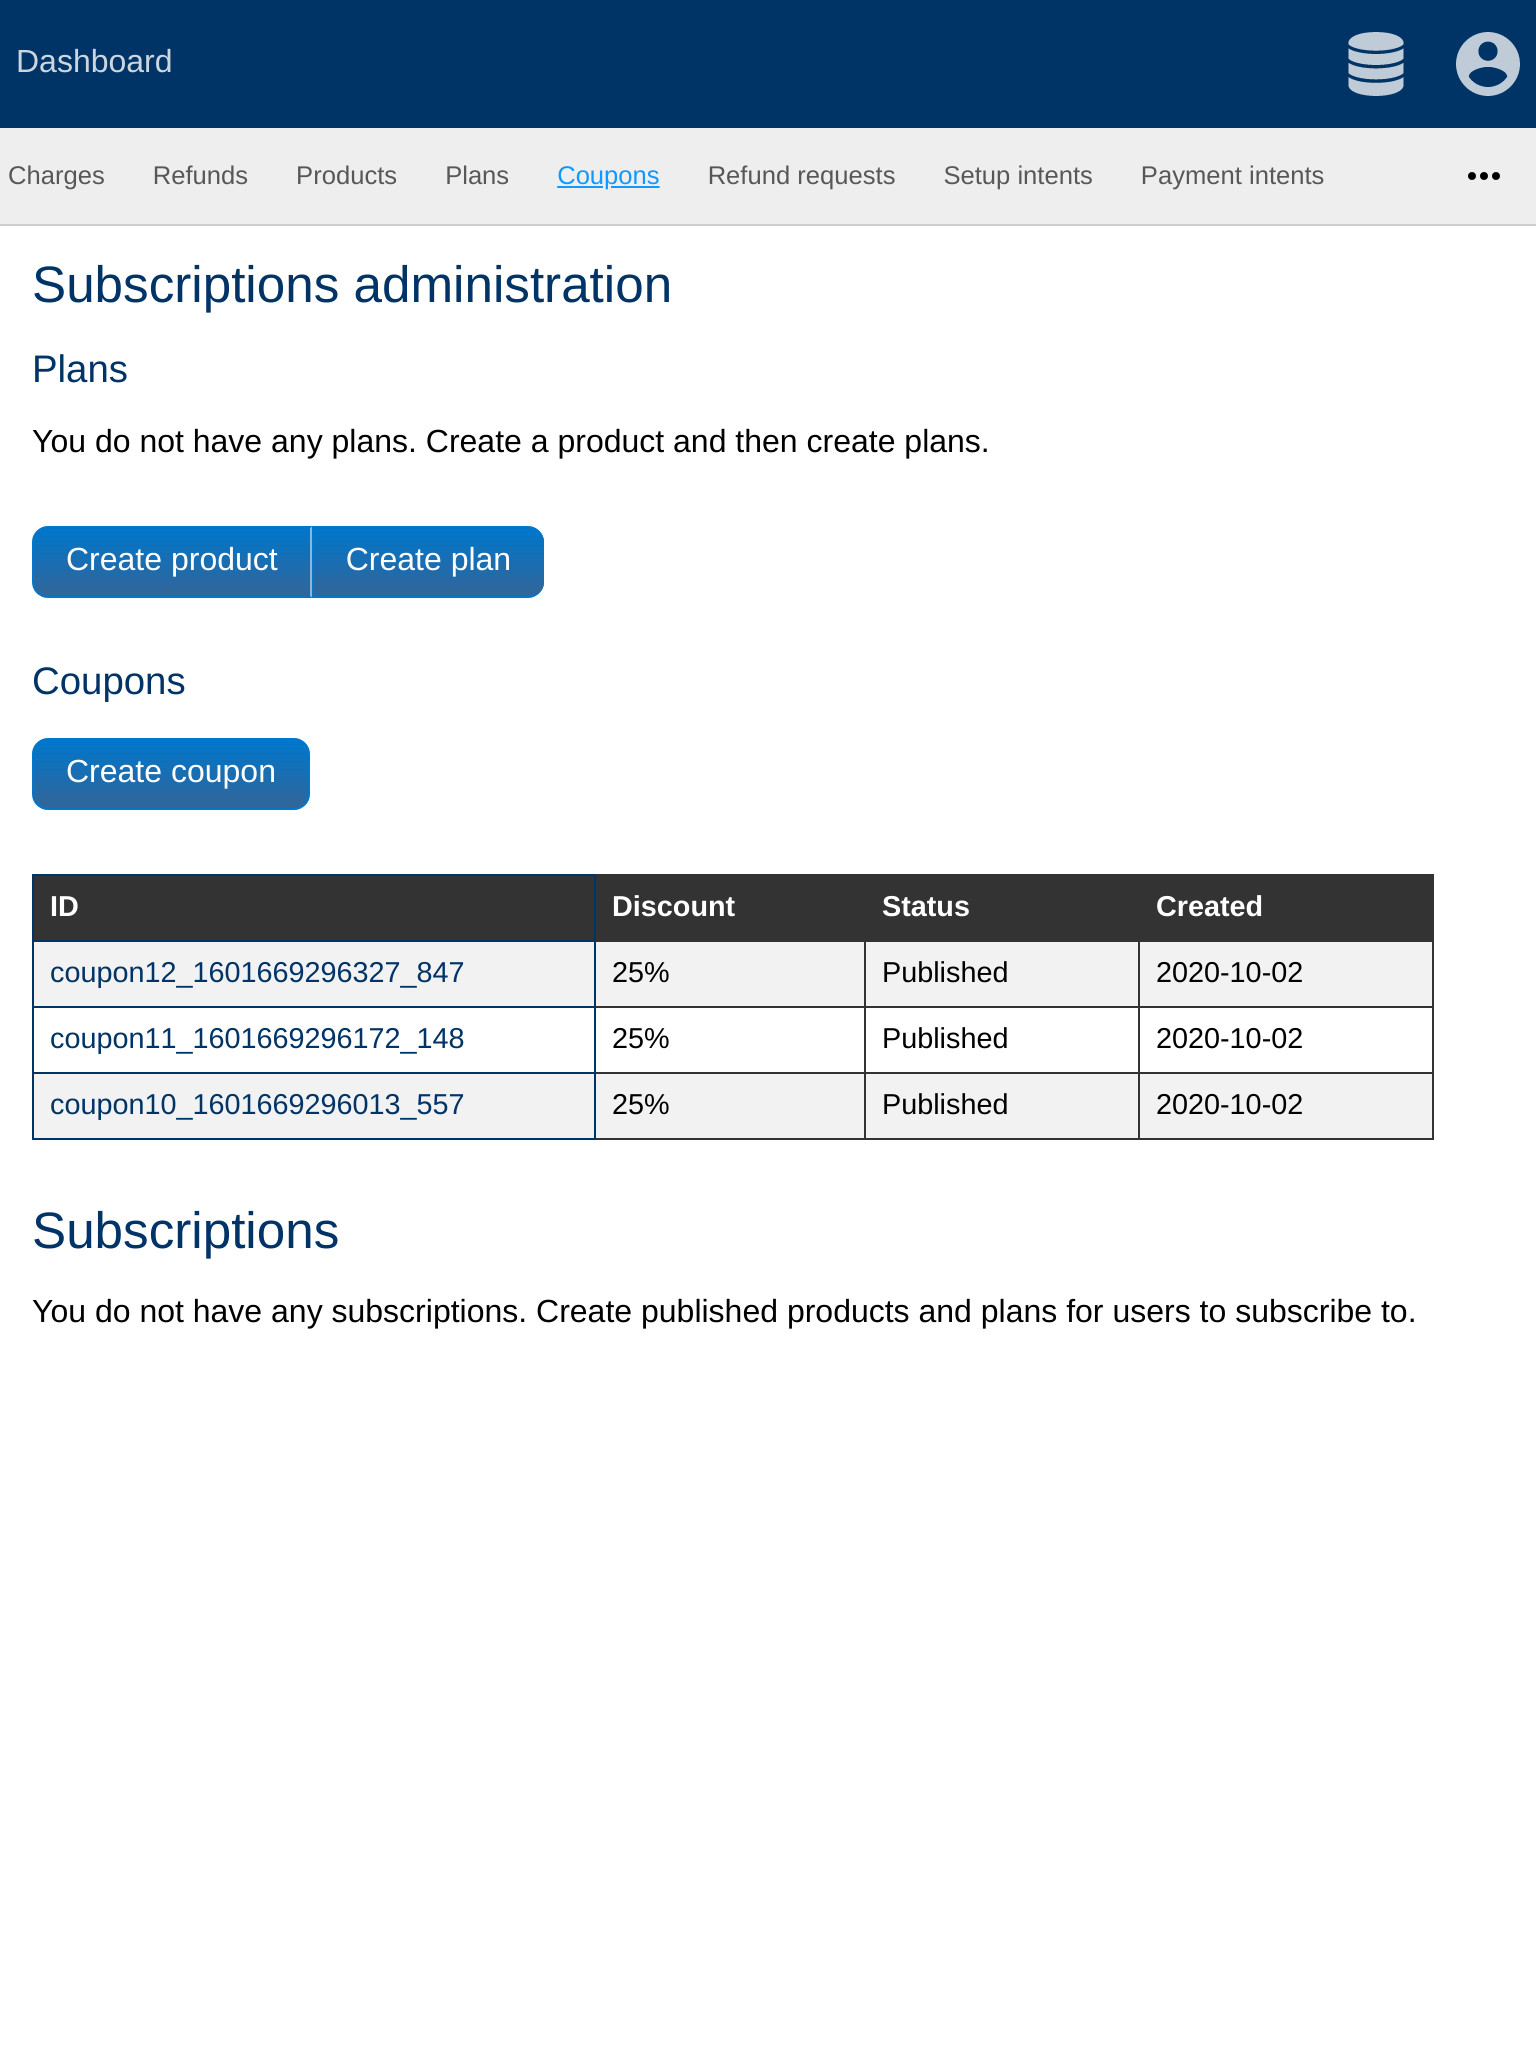 Dashboard
Charges Refunds Products Plans Coupons Refund requests Setup intents Payment intents
Subscriptions administration
Plans
You do not have any plans. Create a product and then create plans.
Create product Create plan
Coupons
Create coupon
ID Discount Status Created
coupon12_1601669296327_847 25% Published 2020-10-02
coupon11_1601669296172_148 25% Published 2020-10-02
coupon10_1601669296013_557 25% Published 2020-10-02
Subscriptions
You do not have any subscriptions. Create published products and plans for users to subscribe to.